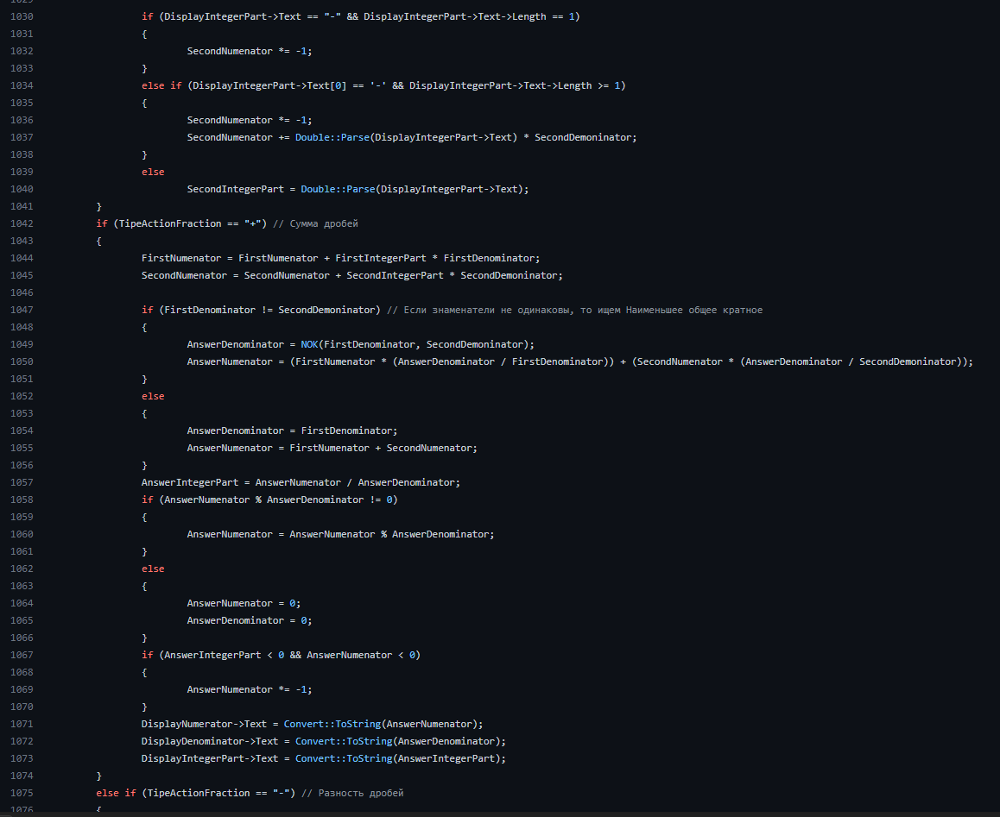 1030 if (DisplayIntegerPart->Text == "-" && DisplayIntegerPart->Text->Length == 1)
1031 {
1032 SecondNumenator *= -1;
1033 }
1034 else if (DisplayIntegerPart->Text[0] == '-' && DisplayIntegerPart->Text->Length >= 1)
1035 {
1036 SecondNumenator *= -1;
1037 SecondNumenator += Double::Parse(DisplayIntegerPart->Text) * SecondDemoninator;
1038 }
1039 else
1040 SecondIntegerPart = Double::Parse(DisplayIntegerPart->Text);
1041 }
1042 if (TipeActionFraction == "+") // Сумма дробей
1043 {
1044 FirstNumenator = FirstNumenator + FirstIntegerPart * FirstDenominator;
1045 SecondNumenator = SecondNumenator + SecondIntegerPart * SecondDemoninator;
1046
1047 if (FirstDenominator != SecondDemoninator) // Если знаменатели не одинаковы, то ищем Наименьшее общее кратное
1048 {
1049 AnswerDenominator = NOK(FirstDenominator, SecondDemoninator);
1050 AnswerNumenator = (FirstNumenator * (AnswerDenominator / FirstDenominator)) + (SecondNumenator * (AnswerDenominator / SecondDemoninator));
1051 }
1052 else
1053 {
1054 AnswerDenominator = FirstDenominator;
1055 AnswerNumenator = FirstNumenator + SecondNumenator;
1056 }
1057 AnswerIntegerPart = AnswerNumenator / AnswerDenominator;
1058 if (AnswerNumenator % AnswerDenominator != 0)
1059 {
1060 AnswerNumenator = AnswerNumenator % AnswerDenominator;
1061 }
1062 else
1063 {
1064 AnswerNumenator = 0;
1065 AnswerDenominator = 0;
1066 }
1067 if (AnswerIntegerPart < 0 && AnswerNumenator < 0)
1068 {
1069 AnswerNumenator *= -1;
1070 }
1071 DisplayNumerator->Text = Convert::ToString(AnswerNumenator);
1072 DisplayDenominator->Text = Convert::ToString(AnswerDenominator);
1073 DisplayIntegerPart->Text = Convert::ToString(AnswerIntegerPart);
1074 }
1075 else if (TipeActionFraction == "-") // Разность дробей
1076 {